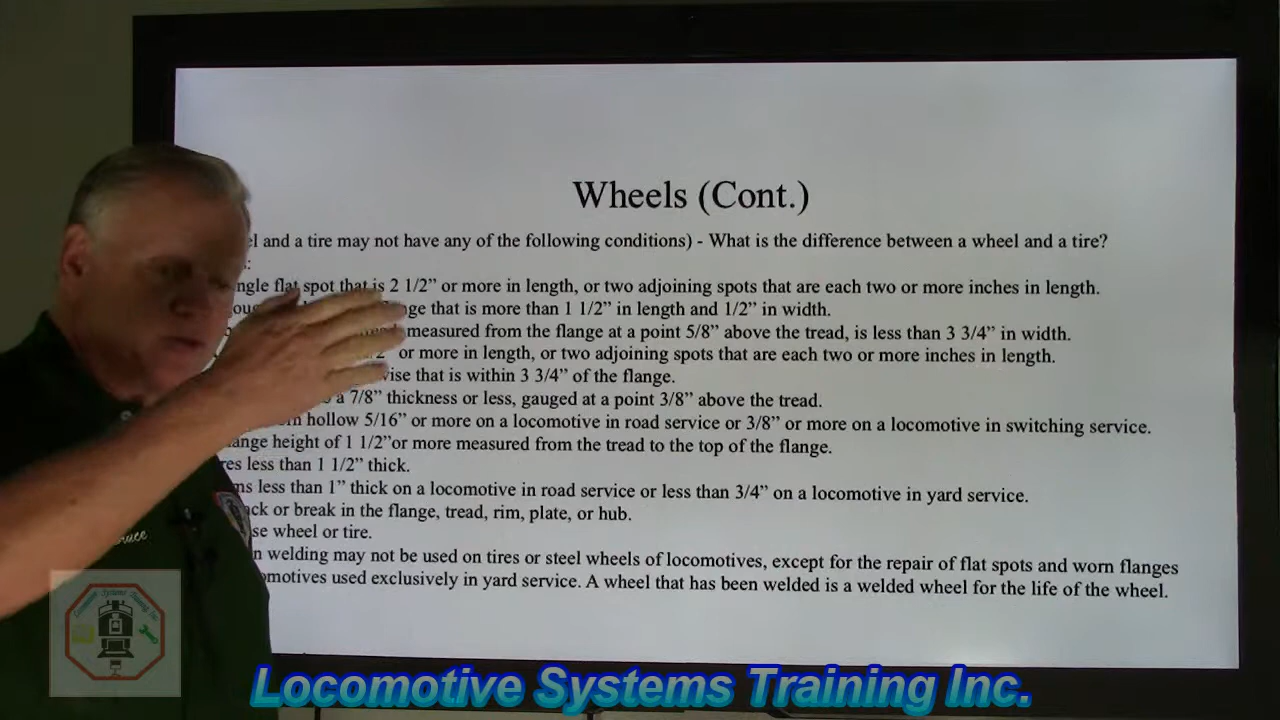 Wheels (Cont.)
and a tire may not have any of the following conditions) - What is the difference between a wheel and a tire?
flat spot that is 2 1/2” or more in length, or two adjoining spots that are each two or more inches in length.
that is more than 1 1/2” in length and 1/2” in width.
measured from the flange at a point 5/8” above the tread, is less than 3 3/4” in width.
or more in length, or two adjoining spots that are each two or more inches in length.
that is within 3 3/4” of the flange.
a 7/8” thickness or less, gauged at a point 3/8” above the tread.
hollow 5/16” or more on a locomotive in road service or 3/8” or more on a locomotive in switching service.
height of 1 1/2”or more measured from the tread to the top of the flange.
less than 1 1/2” thick.
less than 1” thick on a locomotive in road service or less than 3/4” on a locomotive in yard service.
or break in the flange, tread, rim, plate, or hub.
wheel or tire.
welding may not be used on tires or steel wheels of locomotives, except for the repair of flat spots and worn flanges
used exclusively in yard service. A wheel that has been welded is a welded wheel for the life of the wheel.
Locomotive Systems Training Inc.
Locomotive Systems Training Inc.